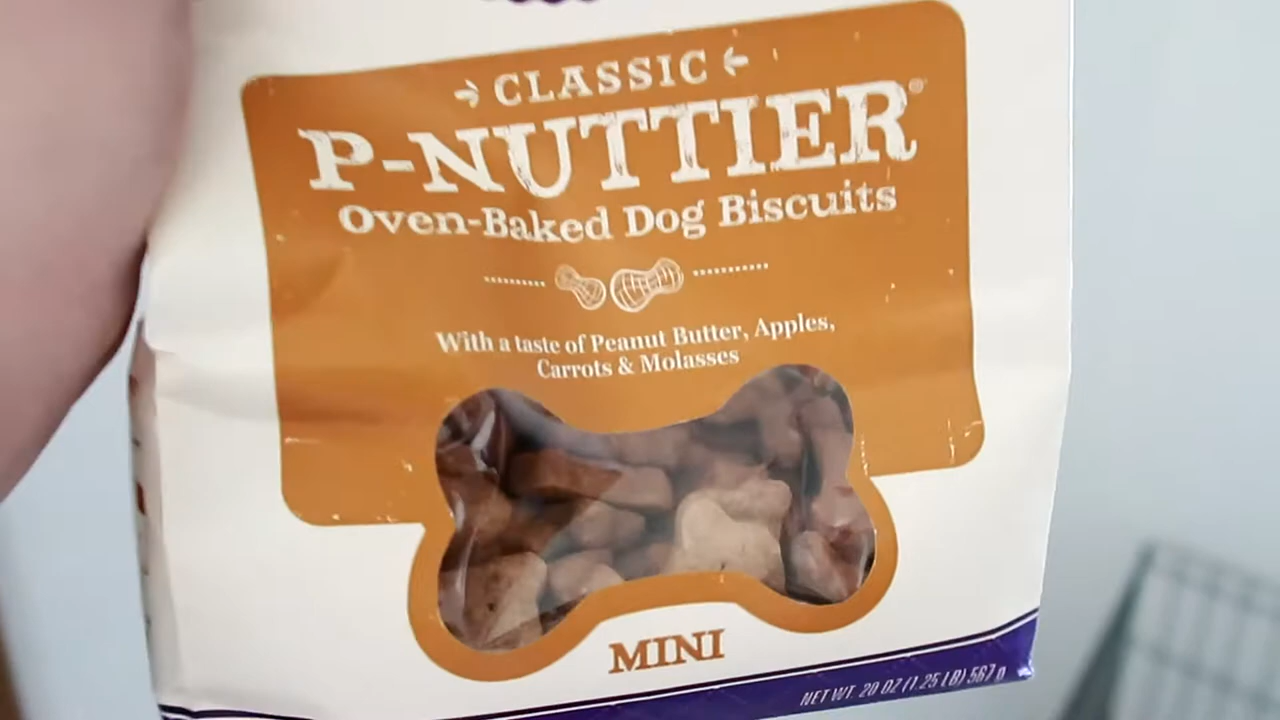 CLASSIC
P-NUTTIER®
Oven-Baked Dog Biscuits
With a taste of Peanut Butter, Apples,
Carrots & Molasses
MINI
NET WT. 20 OZ (1.25 LB) 567 g